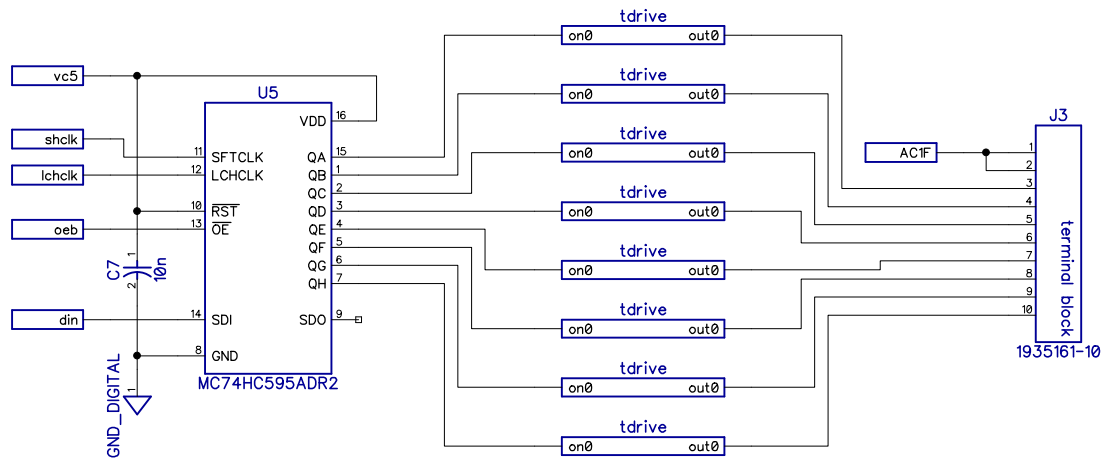 tdrive
on0 out0
vc5
U5
VDD 16
tdrive
on0 out0
shclk
11 SFTCLK
QA 15
J3
lchclk
12 LCHCLK
QB 1
tdrive
on0 out0
AC1F
1
2
QC 2
3
10 RST
QD 3
tdrive
on0 out0
4
oeb
13 OE
QE 4
5
QF 5
6
tdrive
on0 out0
7
C7
1
2
10n
QG 6
8
QH 7
9
terminal block
din
14 SDI
SDO 9
tdrive
on0 out0
10
8 GND
1935161-10
MC74HC595ADR2
tdrive
on0 out0
GND_DIGITAL
1
tdrive
on0 out0